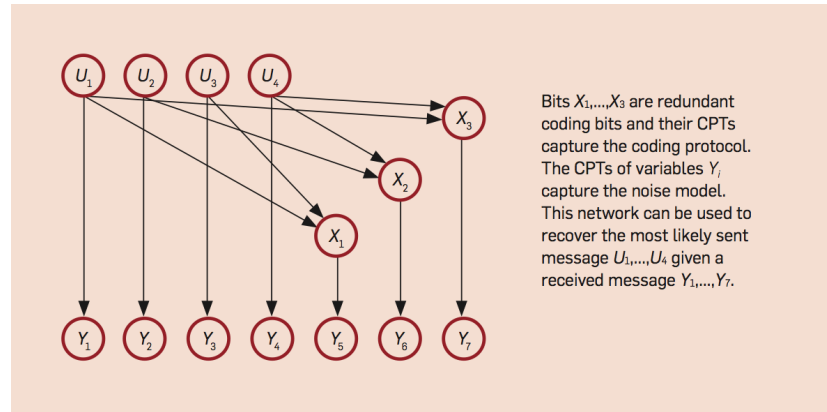 U1 U2 U3 U4
X3
X2
X1
Y1 Y2 Y3 Y4 Y5 Y6 Y7
Bits X1,...,X3 are redundant
coding bits and their CPTs
capture the coding protocol.
The CPTs of variables Yi
capture the noise model.
This network can be used to
recover the most likely sent
message U1,...,U4 given a
received message Y1,...,Y7.